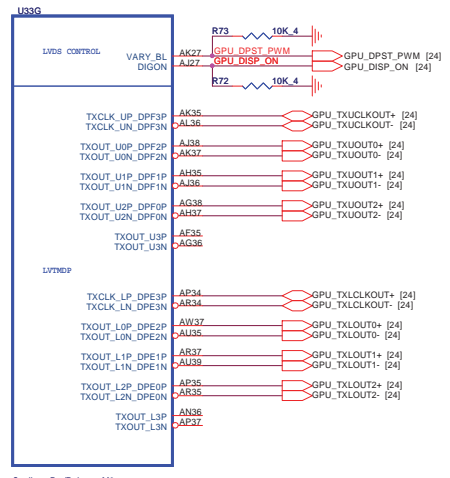 U33G
R73 10K_4
LVDS CONTROL
VARY_BL AK27 GPU_DPST_PWM GPU_DPST_PWM [24]
DIGON AJ27 GPU_DISP_ON GPU_DISP_ON [24]
R72 10K_4
TXCLK_UP_DPF3P AK35 GPU_TXUCLKOUT+ [24]
TXCLK_UN_DPF3N AL36 GPU_TXUCLKOUT- [24]
TXOUT_U0P_DPF2P AJ38 GPU_TXUOUT0+ [24]
TXOUT_U0N_DPF2N AK37 GPU_TXUOUT0- [24]
TXOUT_U1P_DPF1P AH35 GPU_TXUOUT1+ [24]
TXOUT_U1N_DPF1N AJ36 GPU_TXUOUT1- [24]
TXOUT_U2P_DPF0P AG38 GPU_TXUOUT2+ [24]
TXOUT_U2N_DPF0N AH37 GPU_TXUOUT2- [24]
TXOUT_U3P AF35
TXOUT_U3N AG36
LVTMDP
TXCLK_LP_DPE3P AP34 GPU_TXLCLKOUT+ [24]
TXCLK_LN_DPE3N AR34 GPU_TXLCLKOUT- [24]
TXOUT_L0P_DPE2P AW37 GPU_TXLOUT0+ [24]
TXOUT_L0N_DPE2N AU35 GPU_TXLOUT0- [24]
TXOUT_L1P_DPE1P AR37 GPU_TXLOUT1+ [24]
TXOUT_L1N_DPE1N AU39 GPU_TXLOUT1- [24]
TXOUT_L2P_DPE0P AP35 GPU_TXLOUT2+ [24]
TXOUT_L2N_DPE0N AR35 GPU_TXLOUT2- [24]
TXOUT_L3P AN36
TXOUT_L3N AP37